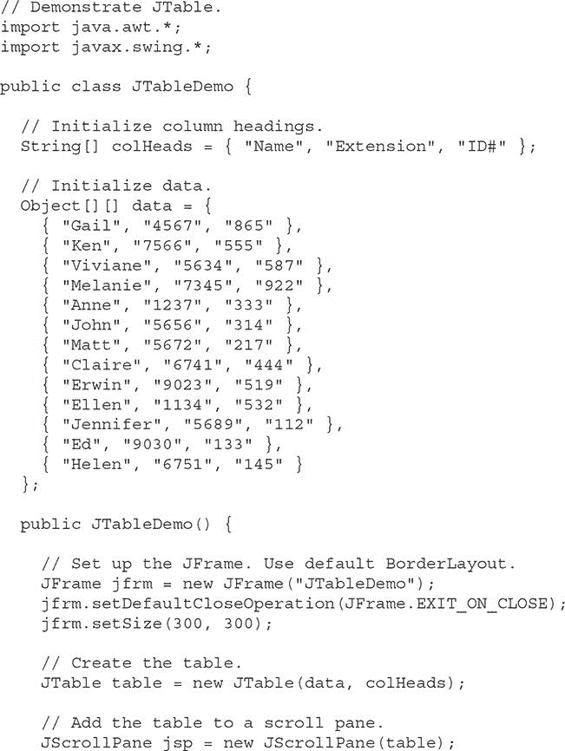 // Demonstrate JTable.
import java.awt.*;
import javax.swing.*;

public class JTableDemo {

  // Initialize column headings.
  String[] colHeads = { "Name", "Extension", "ID#" };

  // Initialize data.
  Object[][] data = {
    { "Gail", "4567", "865" },
    { "Ken", "7566", "555" },
    { "Viviane", "5634", "587" },
    { "Melanie", "7345", "922" },
    { "Anne", "1237", "333" },
    { "John", "5656", "314" },
    { "Matt", "5672", "217" },
    { "Claire", "6741", "444" },
    { "Erwin", "9023", "519" },
    { "Ellen", "1134", "532" },
    { "Jennifer", "5689", "112" },
    { "Ed", "9030", "133" },
    { "Helen", "6751", "145" }
  };

  public JTableDemo() {

    // Set up the JFrame. Use default BorderLayout.
    JFrame jfrm = new JFrame("JTableDemo");
    jfrm.setDefaultCloseOperation(JFrame.EXIT_ON_CLOSE);
    jfrm.setSize(300, 300);

    // Create the table.
    JTable table = new JTable(data, colHeads);

    // Add the table to a scroll pane.
    JScrollPane jsp = new JScrollPane(table);